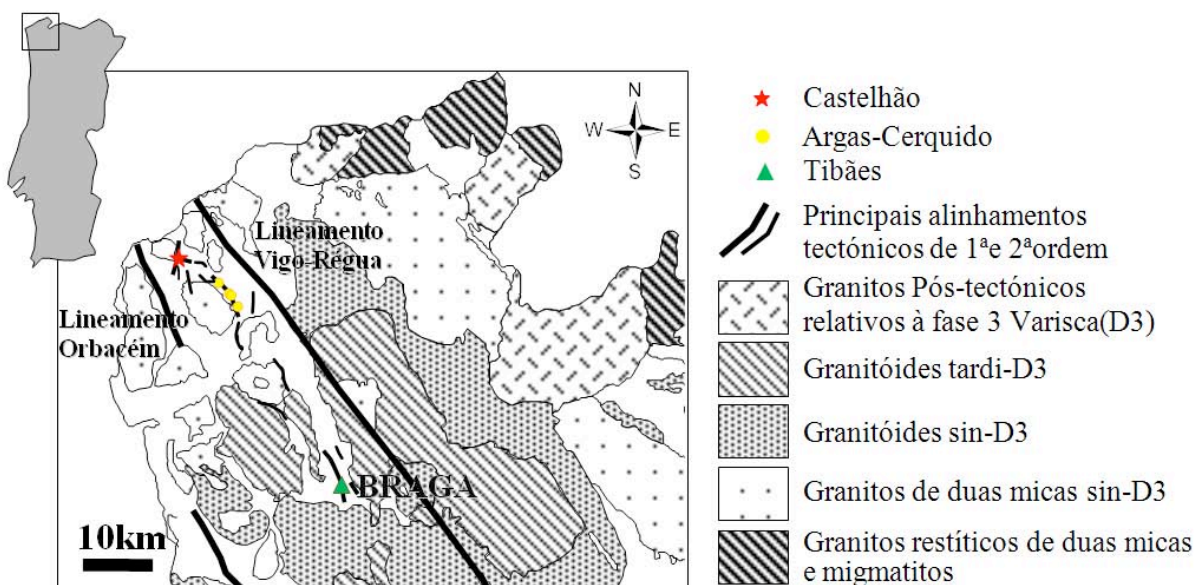 N
W E
S
Lineamento
Vigo-Régua
Lineamento
Orbacém
BRAGA
10km
Castelhão
Argas-Cerquido
Tibães
Principais alinhamentos
tectónicos de 1ªe 2ªordem
Granitos Pós-tectónicos
relativos à fase 3 Varisca(D3)
Granitóides tardi-D3
Granitóides sin-D3
Granitos de duas micas sin-D3
Granitos restíticos de duas micas
e migmatitos